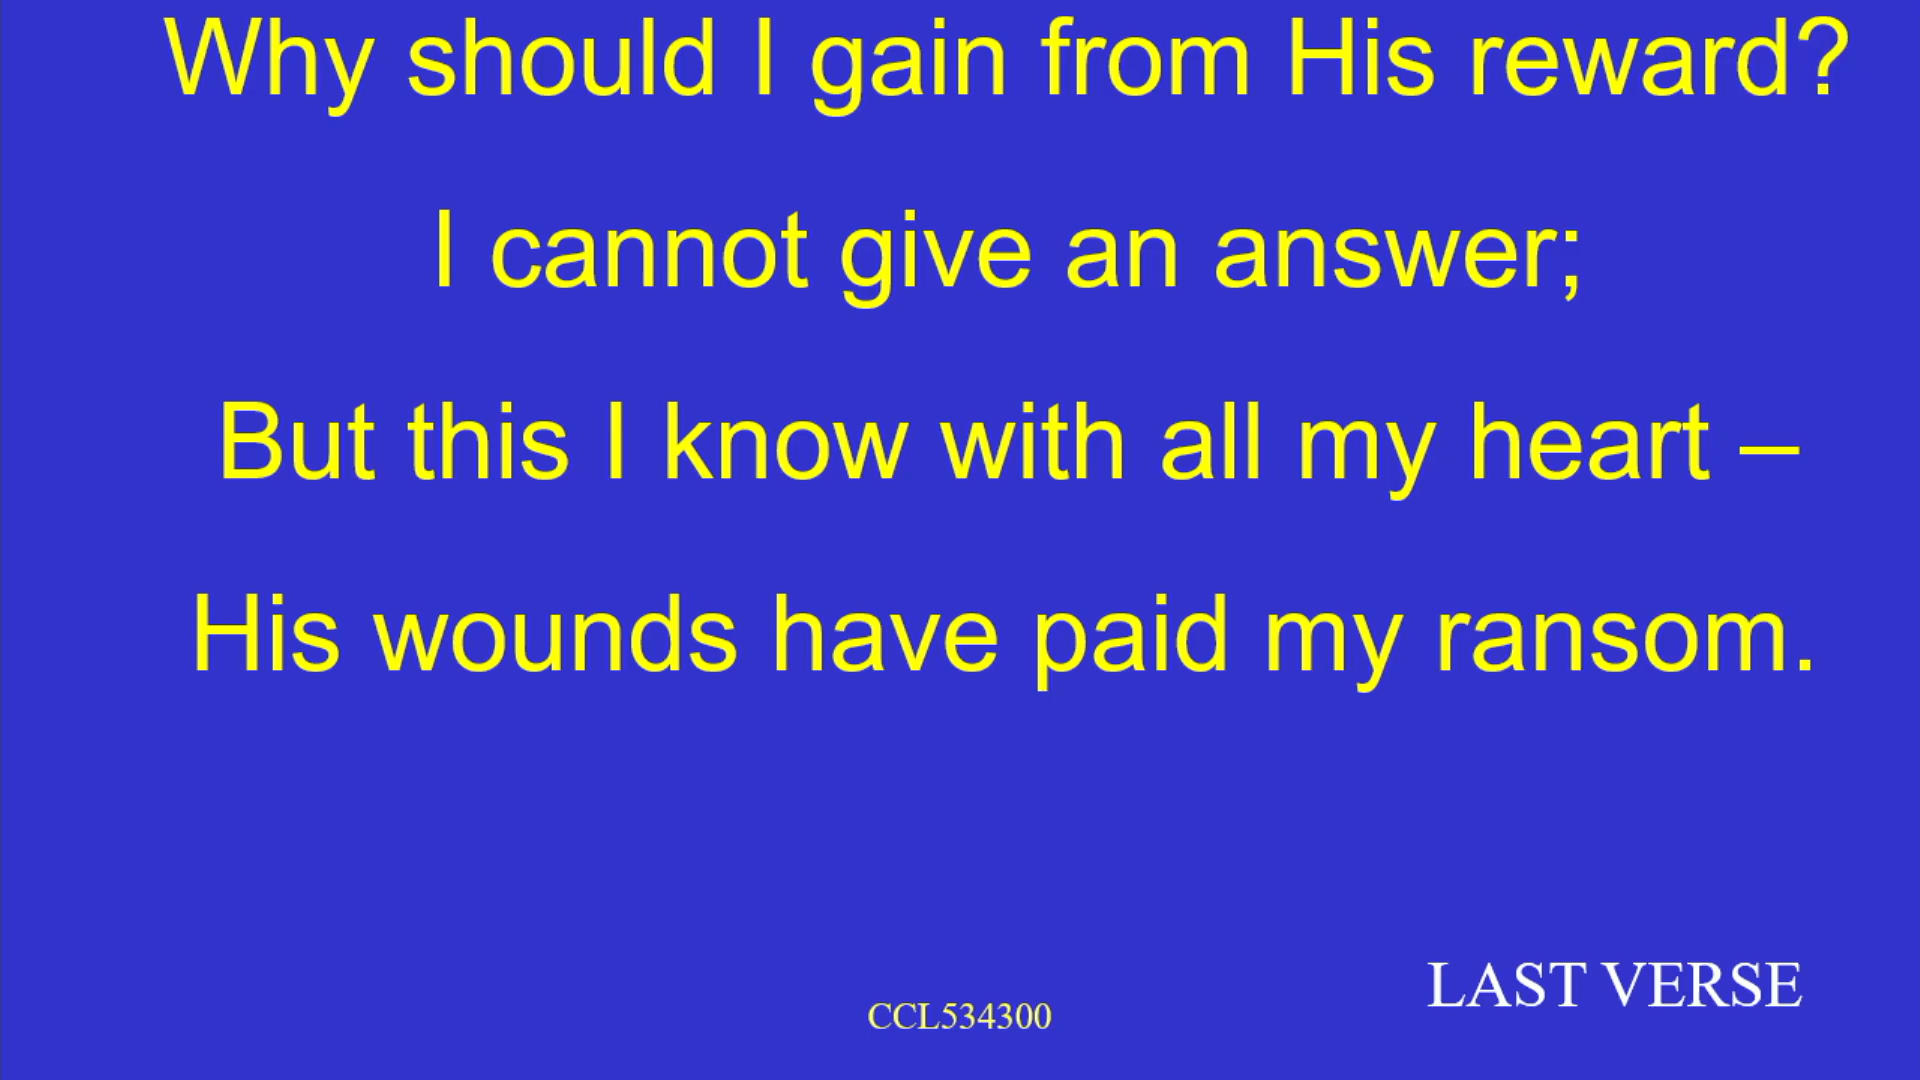 Why should I gain from His reward?
I cannot give an answer;
But this I know with all my heart –
His wounds have paid my ransom.
LAST VERSE
CCL534300